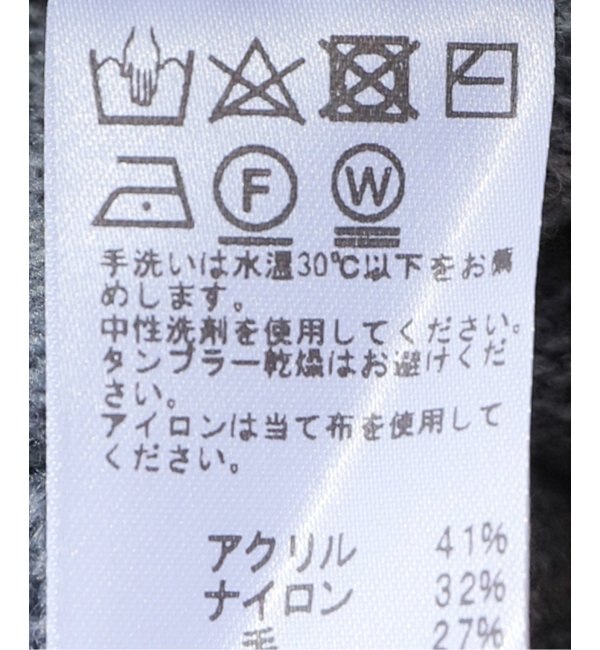 F W
手洗いは水温30℃以下をお薦
めします。
中性洗剤を使用してください。
タンブラー乾燥はお避けくだ
さい。
アイロンは当て布を使用して
ください。
アクリル 41%
ナイロン 32%
毛 27%